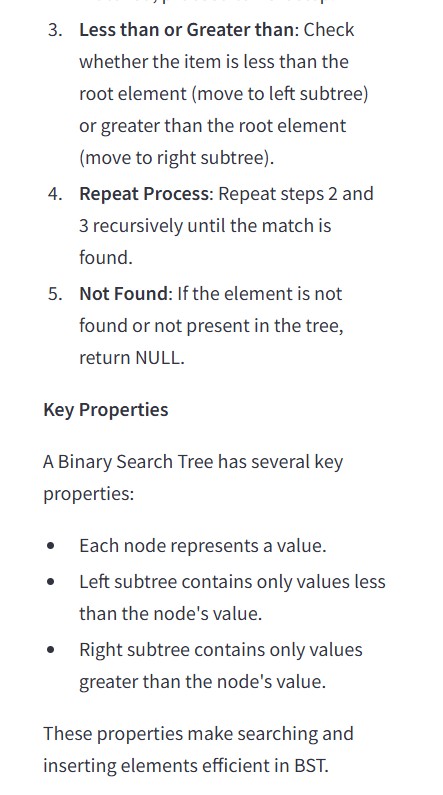 3. Less than or Greater than: Check
whether the item is less than the
root element (move to left subtree)
or greater than the root element
(move to right subtree).
4. Repeat Process: Repeat steps 2 and
3 recursively until the match is
found.
5. Not Found: If the element is not
found or not present in the tree,
return NULL.
Key Properties
A Binary Search Tree has several key
properties:
• Each node represents a value.
• Left subtree contains only values less
than the node's value.
• Right subtree contains only values
greater than the node's value.
These properties make searching and
inserting elements efficient in BST.